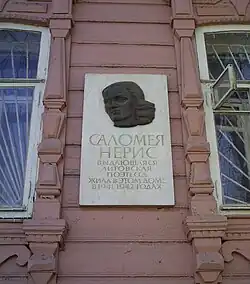 САЛОМЕЯ
НЕРИС
ВЫДАЮЩАЯСЯ
ЛИТОВСКАЯ
ПОЭТЕССА
ЖИЛА В ЭТОМ ДОМЕ
В 1941-1942 ГОДАХ